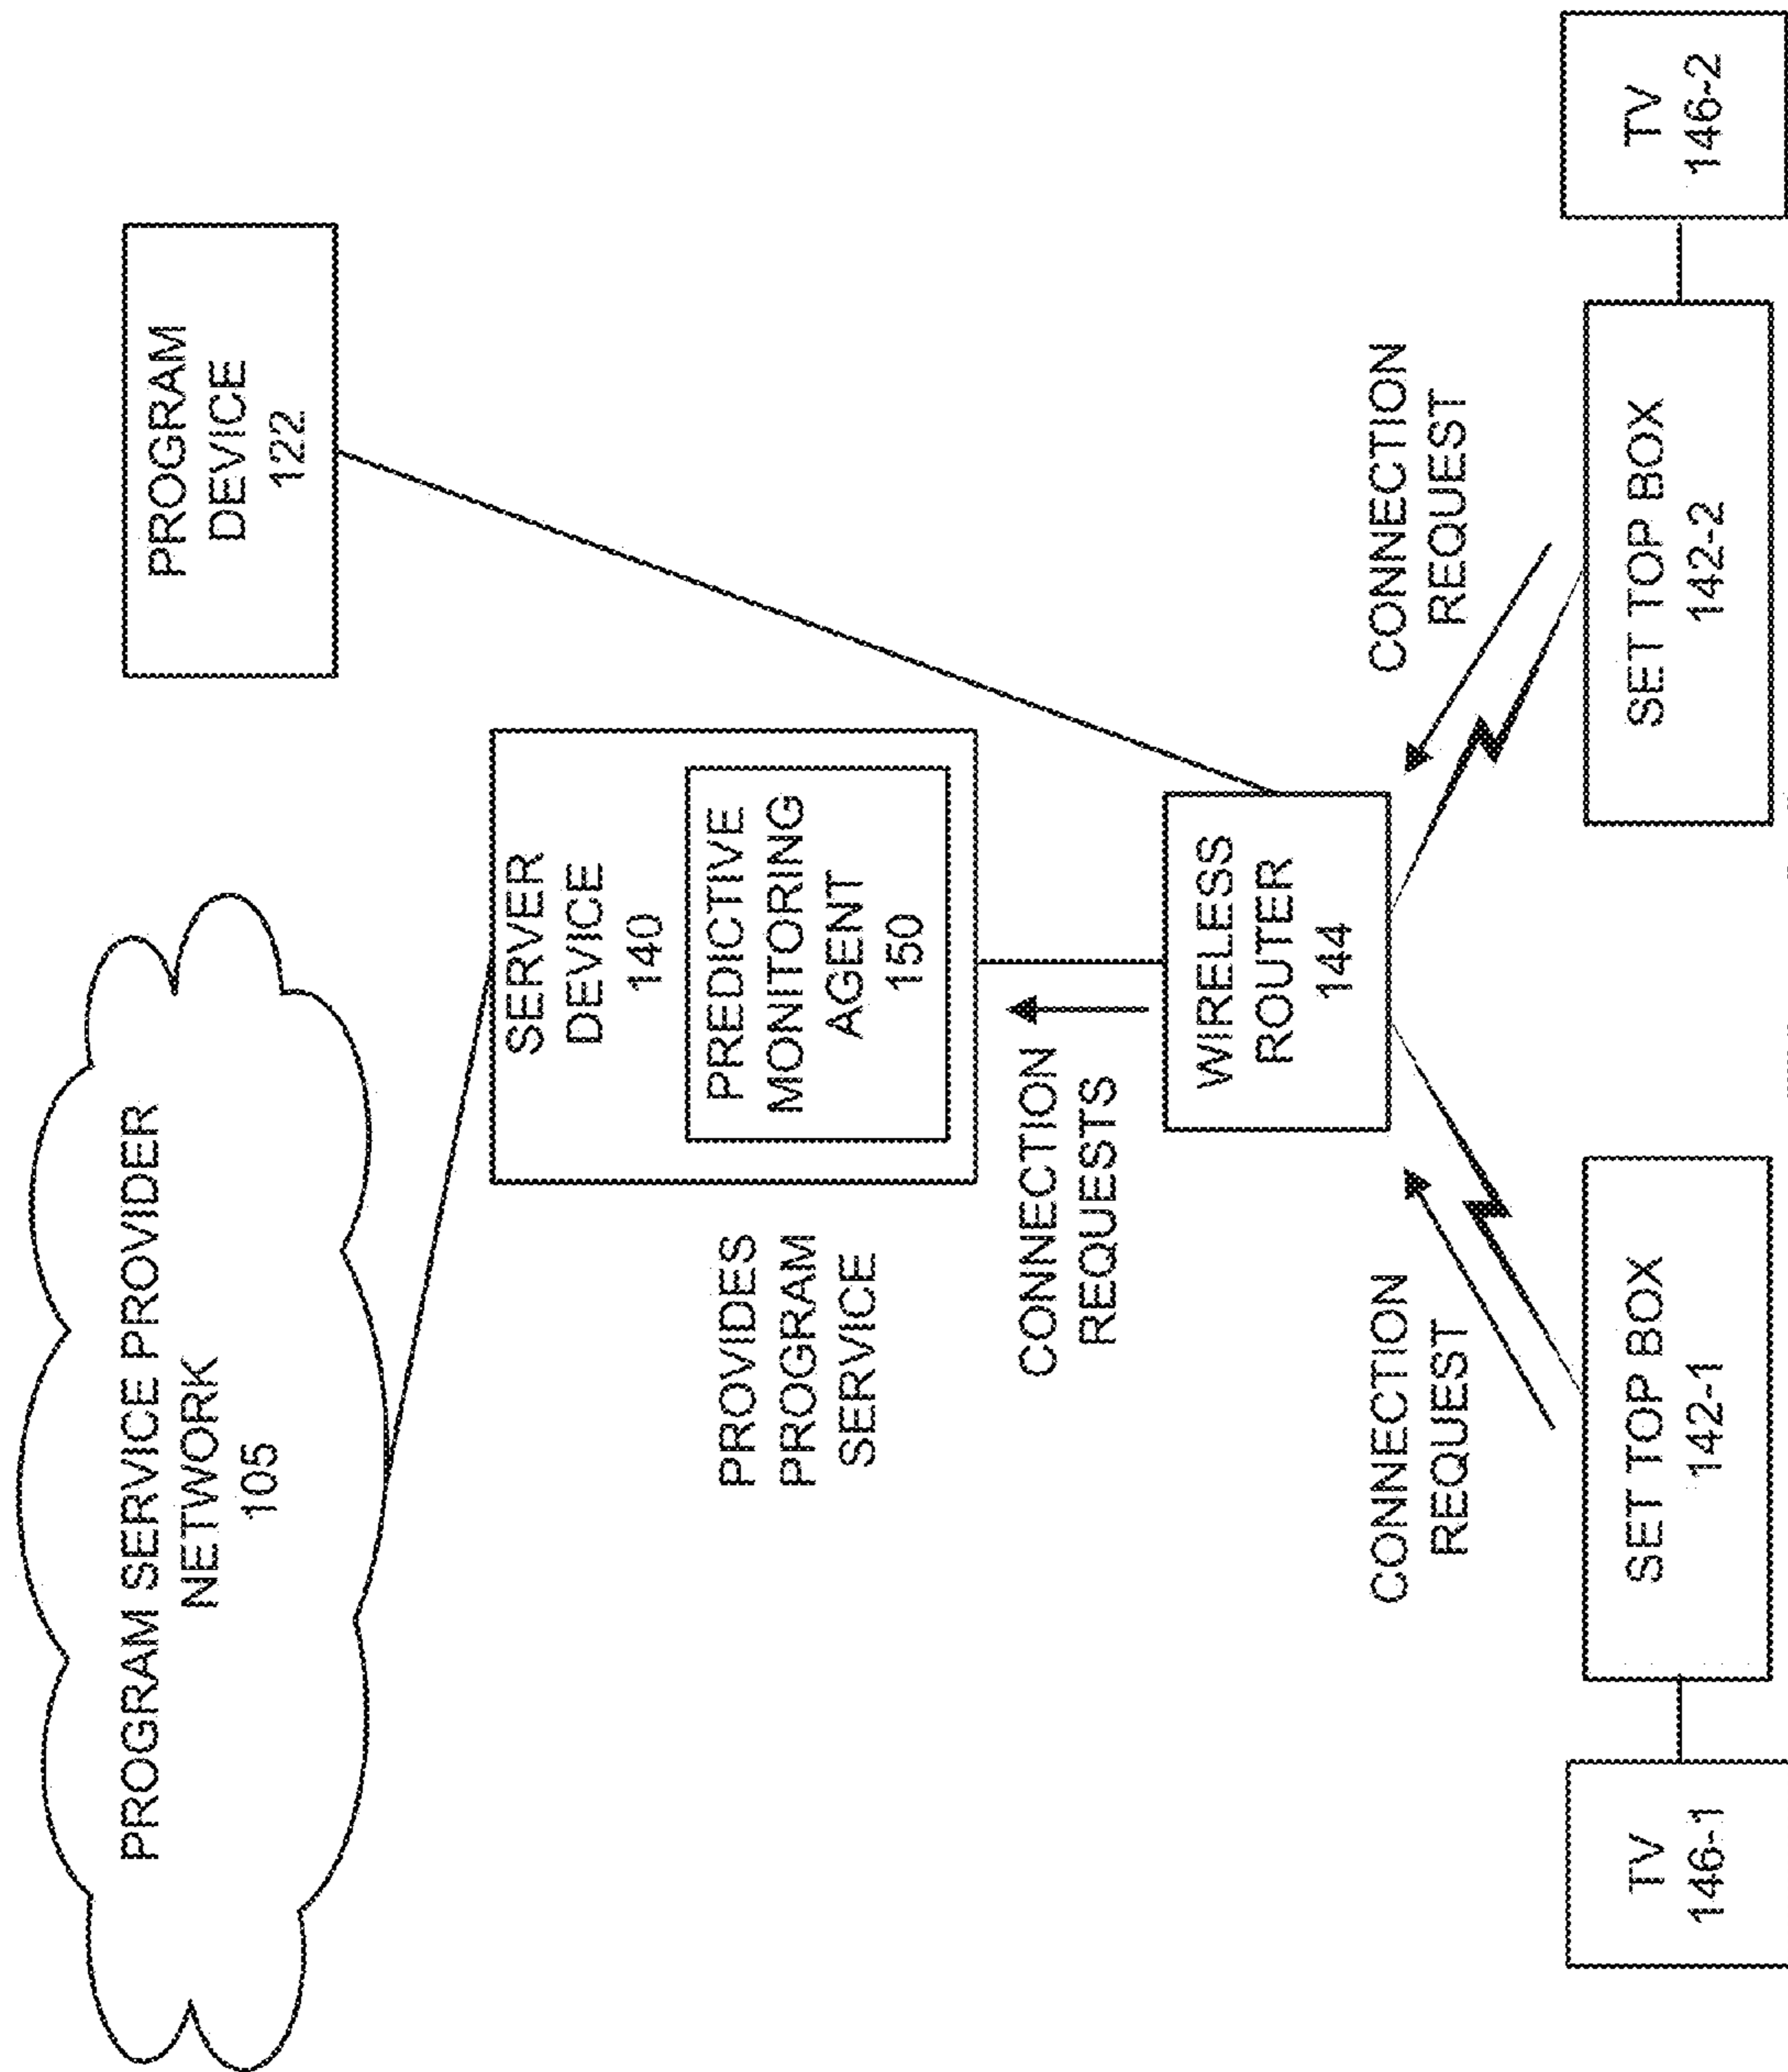 PROGRAM SERVICE PROVIDER
NETWORK
105
PROGRAM
DEVICE
122
SERVER
DEVICE
140
PREDICTIVE
MONITORING
AGENT
150
PROVIDES
PROGRAM
SERVICE
CONNECTION
REQUESTS
WIRELESS
ROUTER
144
CONNECTION
REQUEST
CONNECTION
REQUEST
TV
146-1
SET TOP BOX
142-1
SET TOP BOX
142-2
TV
146-2